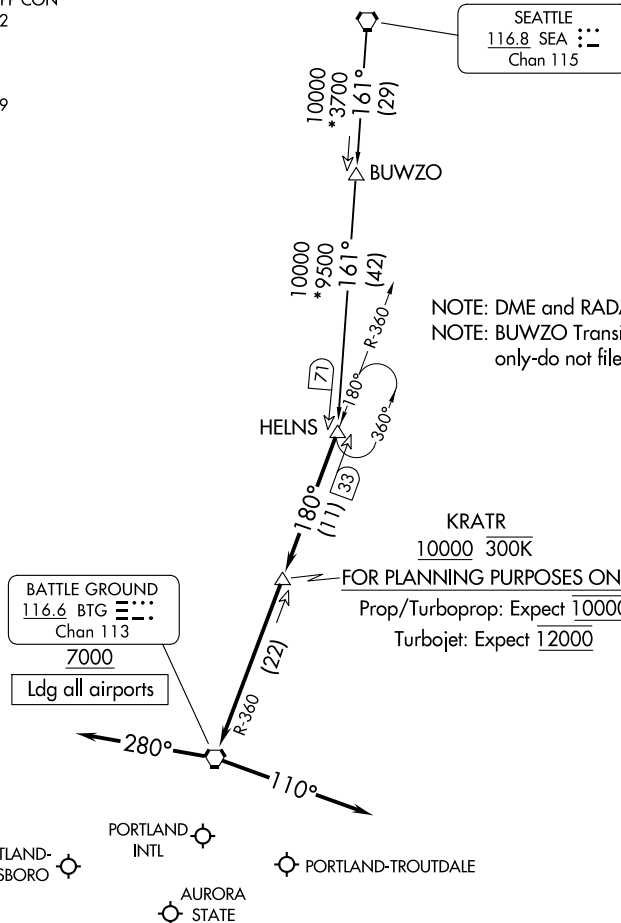 SEATTLE
116.8 SEA
Chan 115
10000
*3700
161°
(29)
BUWZO
10000
*9500
161°
(42)
R-360
NOTE: DME and
NOTE: BUWZO
only-do not file
71
180°
360°
HELNS
33
180°
(11)
KRATR
10000 300K
FOR PLANNING PURPOSES
Prop/Turboprop: Expect 10000
Turbojet: Expect 12000
BATTLE GROUND
116.6 BTG
Chan 113
7000
Ldg all airports
(22)
R-360
280°
110°
PORTLAND
INTL
PORTLAND-TROUTDALE
AURORA
STATE